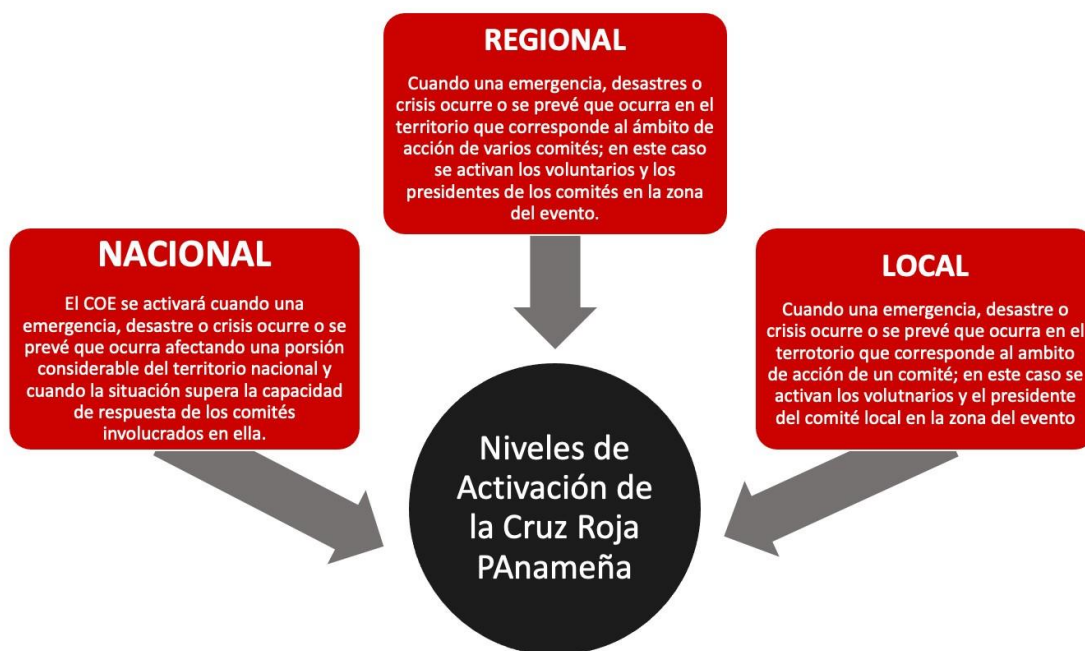 REGIONAL
Cuando una emergencia, desastres o
crisis ocurre o se prevé que ocurra en el
territorio que corresponde al ámbito de
acción de varios comités; en este caso
se activan los voluntarios y los
presidentes de los comités en la zona
del evento.
NACIONAL
El COE se activará cuando una
emergencia, desastre o crisis ocurre o se
prevé que ocurra afectando una porsión
considerable del territorio nacional y
cuando la situación supera la capacidad
de respuesta de los comités
involucrados en ella.
LOCAL
Cuando una emergencia, desastre o
crisis ocurre o se prevé que ocurra en el
terrotorio que corresponde al ambito
de acción de un comité; en este caso se
activan los volutnarios y el presidente
del comité local en la zona del evento
Niveles de
Activación de
la Cruz Roja
PAnameña